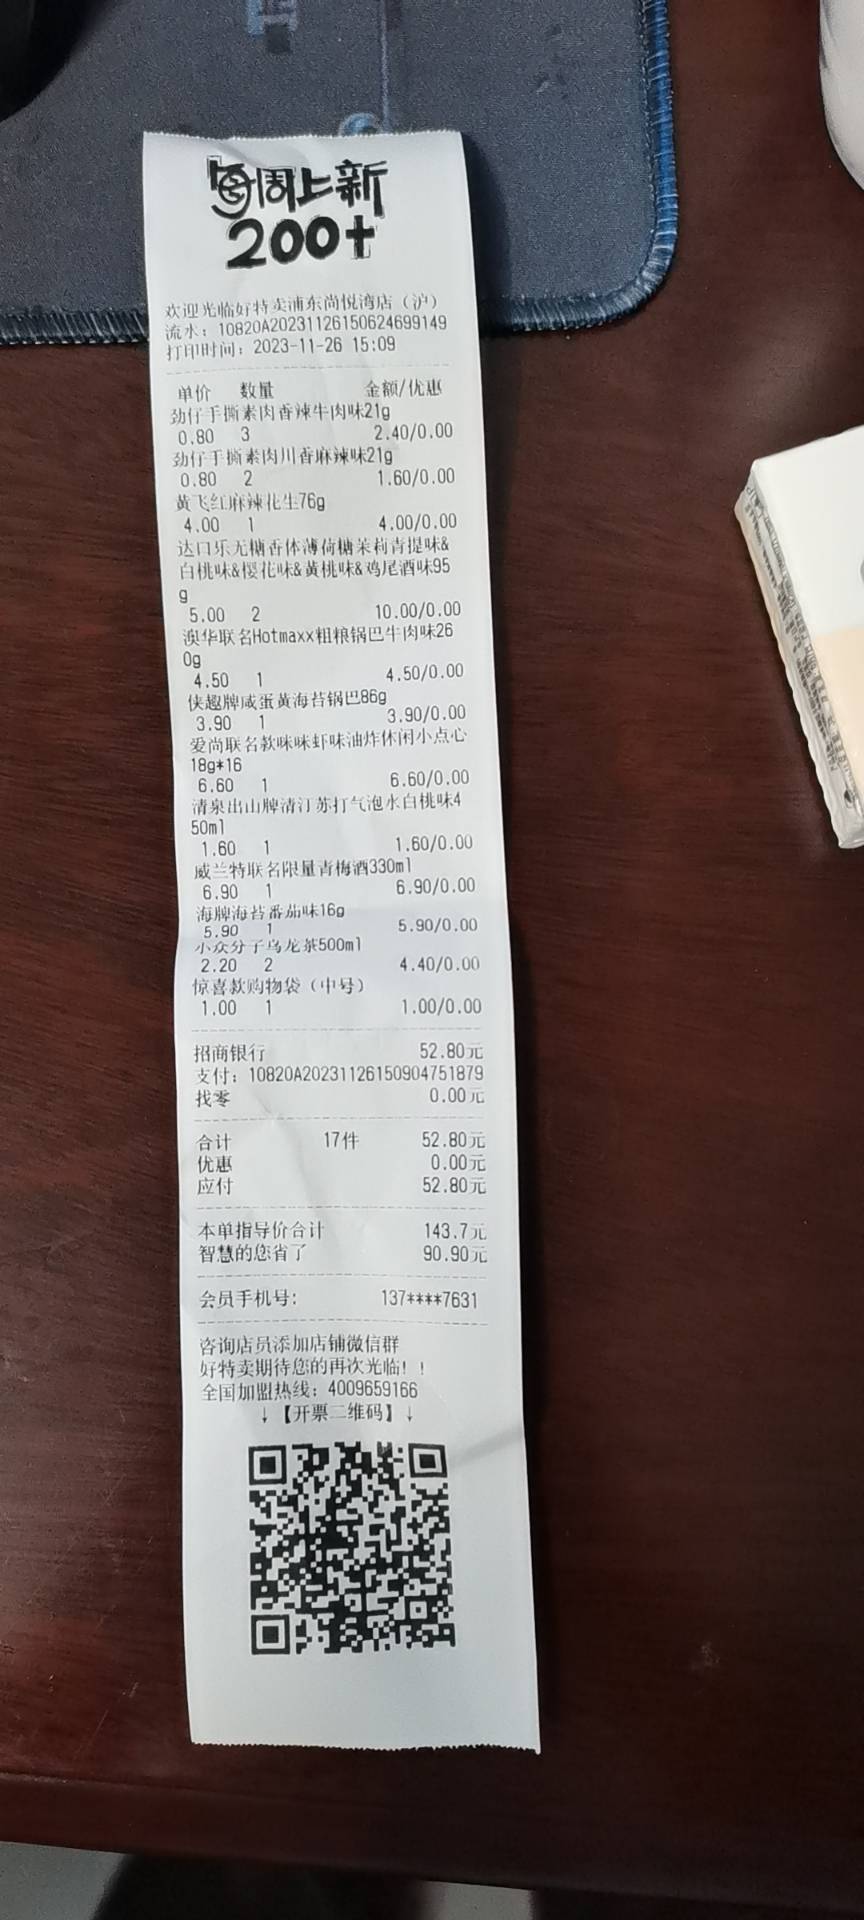 每周上新
200+
欢迎光临好特卖浦东尚悦湾店（沪）
流水：10820A20231126150624699149
打印时间：2023-11-26 15:09
单价 数量 金额/优惠
劲仔手撕素肉香辣牛肉味21g
0.80 3 2.40/0.00
劲仔手撕素肉川香麻辣味21g
0.80 2 1.60/0.00
黄飞红麻辣花生76g
4.00 1 4.00/0.00
达口乐无糖香体薄荷糖茉莉青提味&
白桃味&樱花味&黄桃味&鸡尾酒味95
g
5.00 2 10.00/0.00
澳华联名Hotmaxx粗粮锅巴牛肉味26
0g
4.50 1 4.50/0.00
侠趣牌咸蛋黄海苔锅巴86g
3.90 1 3.90/0.00
爱尚联名款咪咪虾味油炸休闲小点心
18g*16
6.60 1 6.60/0.00
清泉出山牌清汀苏打气泡水白桃味4
50ml
1.60 1 1.60/0.00
威兰特联名限量青梅酒330ml
6.90 1 6.90/0.00
海牌海苔番茄味16g
5.90 1 5.90/0.00
小众分子乌龙茶500ml
2.20 2 4.40/0.00
惊喜款购物袋（中号）
1.00 1 1.00/0.00
招商银行 52.80元
支付：10820A20231126150904751879
找零 0.00元
合计 17件 52.80元
优惠 0.00元
应付 52.80元
本单指导价合计 143.7元
智慧的您省了 90.90元
会员手机号： 137****7631
咨询店员添加店铺微信群
好特卖期待您的再次光临！！
全国加盟热线：4009659166
↓【开票二维码】↓